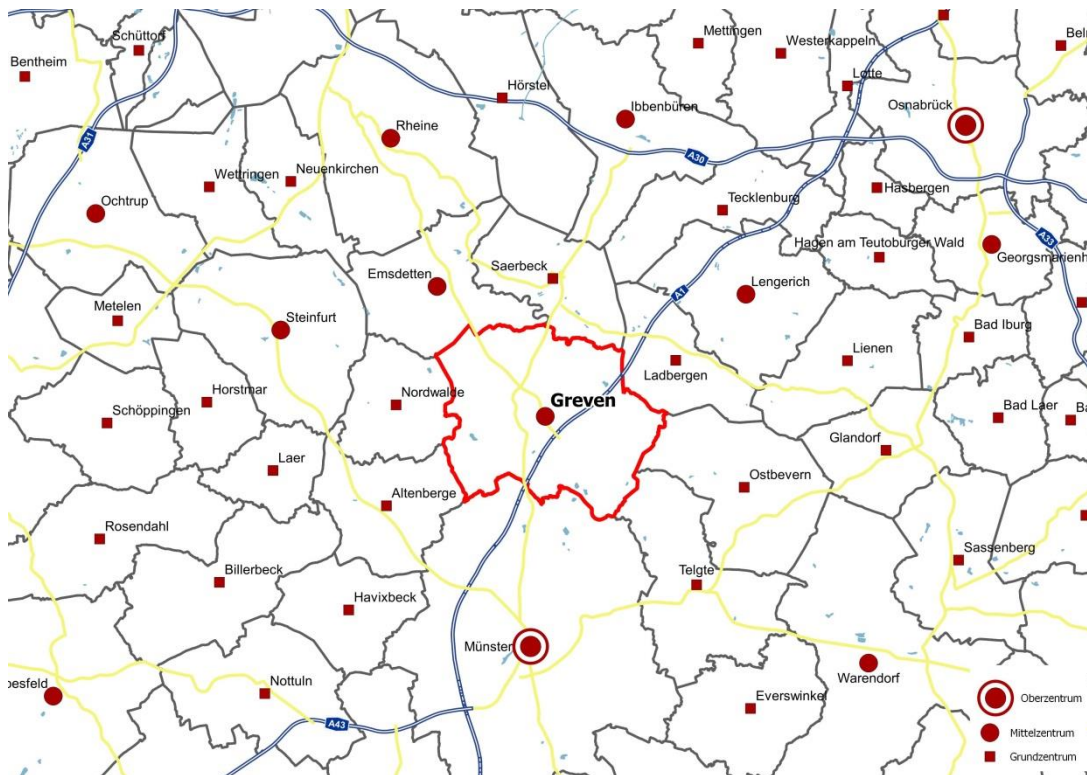 Schüttorf
Bentheim
Mettingen
Westerkappeln
Lotte
Hörstel
Ibbenbüren
Osnabrück
Rheine
A31
A30
Wettringen
Neuenkirchen
Ochtrup
Tecklenburg
Hasbergen
A33
Hagen am Teutoburger Wald
Saerbeck
Emsdetten
Lengerich
A1
Metelen
Steinfurt
Bad Iburg
Lienen
Ladbergen
Horstmar
Nordwalde
Greven
Schöppingen
Bad Laer
Laer
Glandorf
Ostbevern
Altenberge
Rosendahl
Sassenberg
Billerbeck
Telgte
Havixbeck
Münster
Warendorf
Nottuln
Everswinkel
A43
Oberzentrum
Mittelzentrum
Grundzentrum